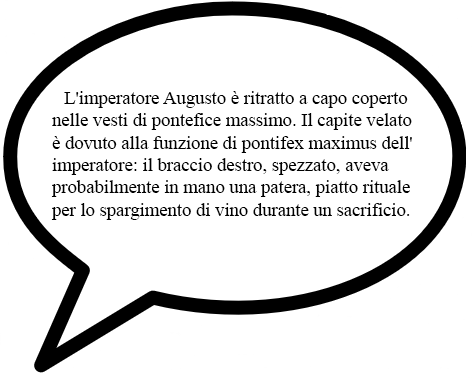 L'imperatore Augusto è ritratto a capo coperto
nelle vesti di pontefice massimo. Il capite velato
è dovuto alla funzione di pontifex maximus dell'
imperatore: il braccio destro, spezzato, aveva
probabilmente in mano una patera, piatto rituale
per lo spargimento di vino durante un sacrificio.